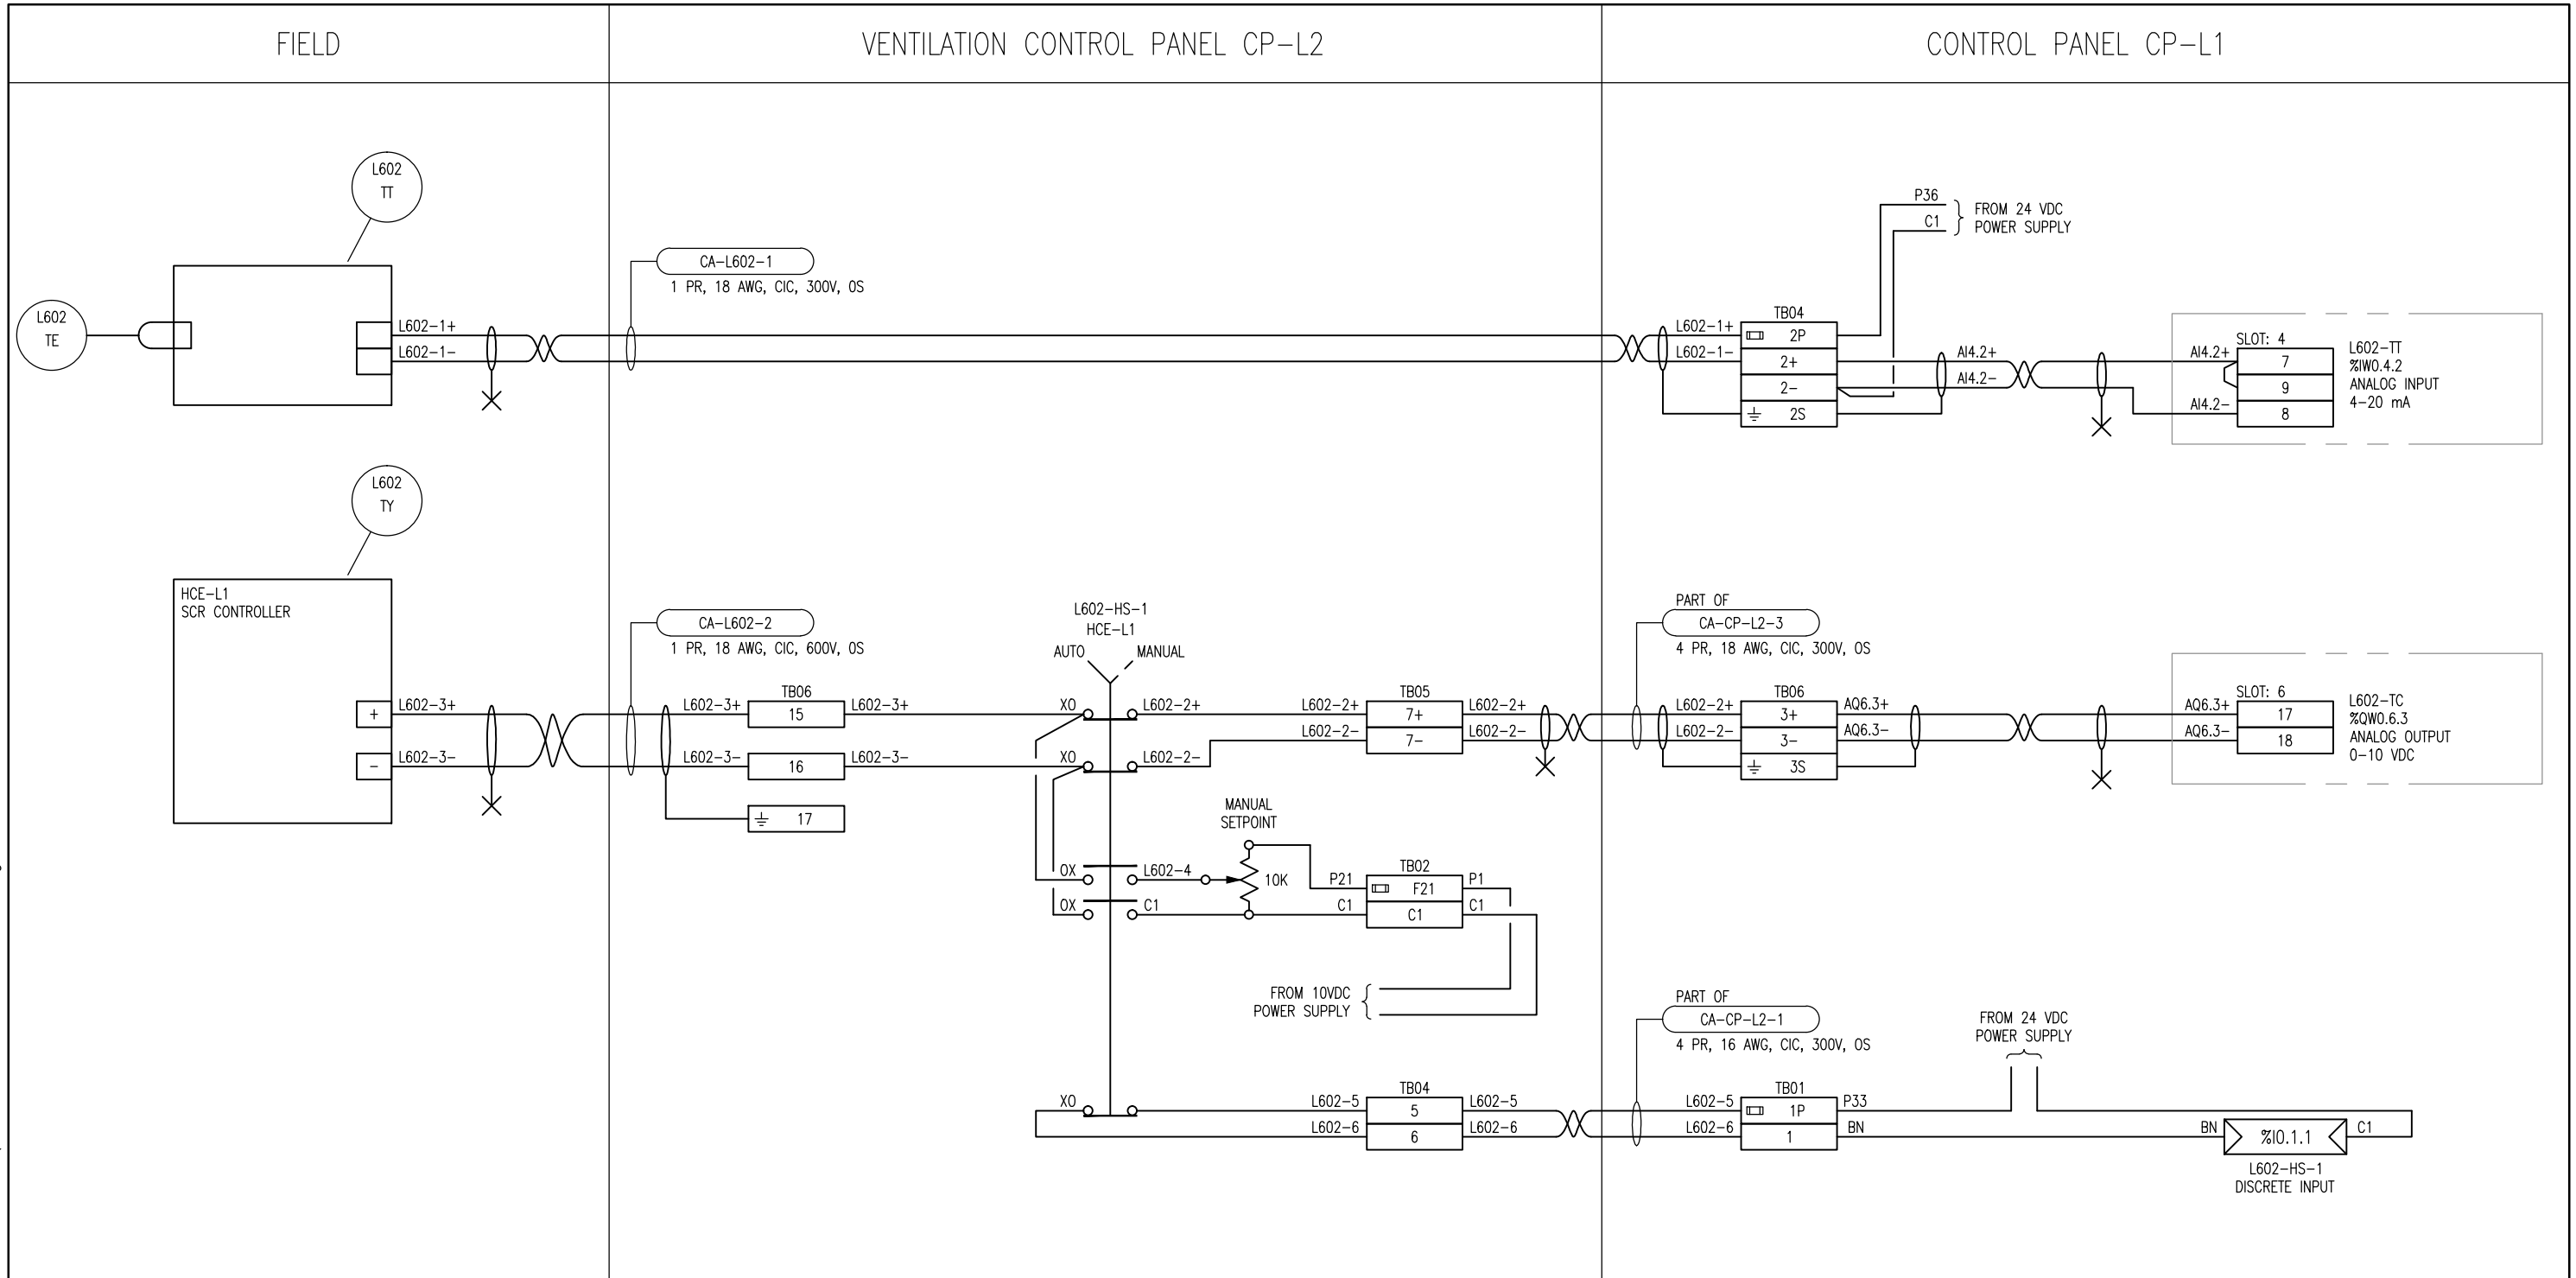 FIELD
VENTILATION CONTROL PANEL CP-L2
CONTROL PANEL CP-L1
L602
TT
L602
TE
L602-1+
L602-1-
CA-L602-1
1 PR, 18 AWG, CIC, 300V, OS
L602-1+
L602-1-
TB04
2P
2+
2-
2S
P36
C1
FROM 24 VDC
POWER SUPPLY
AI4.2+
AI4.2-
AI4.2+
AI4.2-
SLOT: 4
7
9
8
L602-TT
%IW0.4.2
ANALOG INPUT
4-20 mA
L602
TY
HCE-L1
SCR CONTROLLER
+
-
L602-3+
L602-3-
CA-L602-2
1 PR, 18 AWG, CIC, 600V, OS
L602-3+
L602-3-
TB06
15
16
17
L602-3+
L602-3-
L602-HS-1
HCE-L1
AUTO
MANUAL
XO
L602-2+
XO
L602-2-
L602-2+
L602-2-
TB05
7+
7-
L602-2+
L602-2-
PART OF
CA-CP-L2-3
4 PR, 18 AWG, CIC, 300V, OS
L602-2+
L602-2-
TB06
3+
3-
3S
AQ6.3+
AQ6.3-
AQ6.3+
AQ6.3-
SLOT: 6
17
18
L602-TC
%QW0.6.3
ANALOG OUTPUT
0-10 VDC
MANUAL
SETPOINT
OX
L602-4
10K
OX
C1
P21
C1
TB02
F21
C1
P1
C1
FROM 10VDC
POWER SUPPLY
XO
L602-5
L602-6
TB04
5
6
L602-5
L602-6
PART OF
CA-CP-L2-1
4 PR, 16 AWG, CIC, 300V, OS
L602-5
L602-6
TB01
1P
1
P33
BN
FROM 24 VDC
POWER SUPPLY
BN
%I0.1.1
C1
L602-HS-1
DISCRETE INPUT